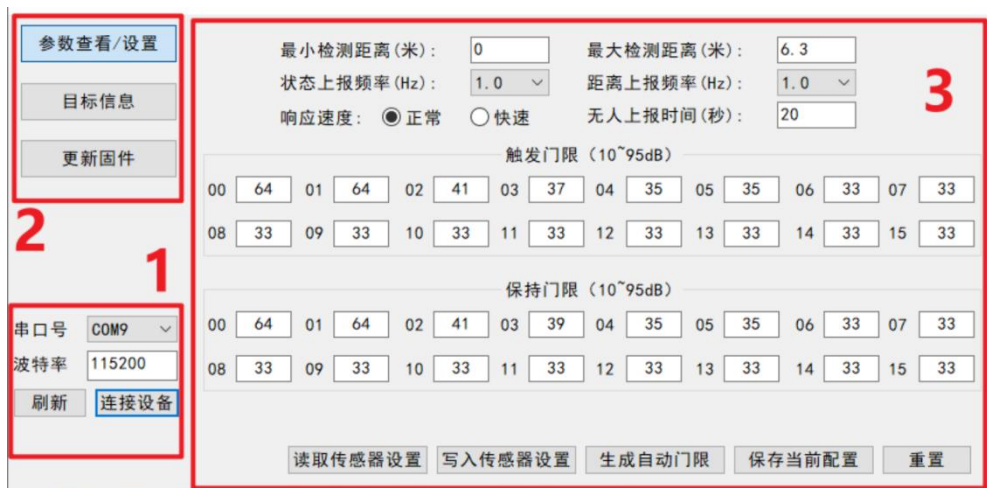 参数查看/设置
目标信息
更新固件
2
1
串口号 COM9
波特率 115200
刷新 连接设备
最小检测距离(米): 0 最大检测距离(米): 6.3
状态上报频率(Hz): 1.0 距离上报频率(Hz): 1.0
响应速度: 正常 快速 无人上报时间(秒): 20
3
触发门限（10~95dB）
00 64 01 64 02 41 03 37 04 35 05 35 06 33 07 33
08 33 09 33 10 33 11 33 12 33 13 33 14 33 15 33
保持门限（10~95dB）
00 64 01 64 02 41 03 39 04 35 05 35 06 33 07 33
08 33 09 33 10 33 11 33 12 33 13 33 14 33 15 33
读取传感器设置 写入传感器设置 生成自动门限 保存当前配置 重置